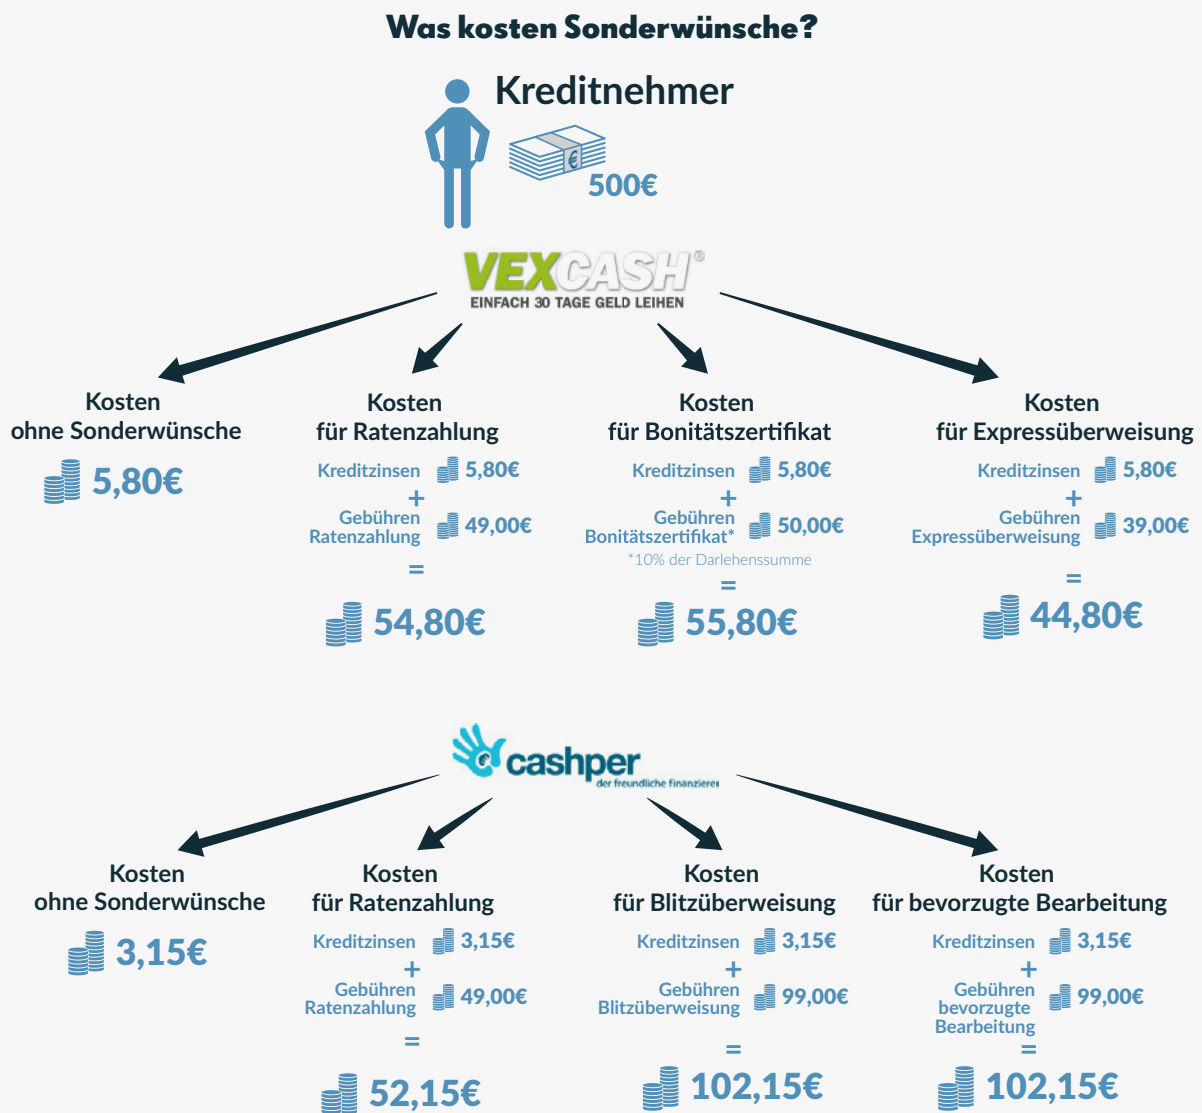 Was kosten Sonderwünsche?
Kreditnehmer
€
500€
VEXCASH®
EINFACH 30 TAGE GELD LEIHEN
Kosten
ohne Sonderwünsche
5,80€
Kosten
für Ratenzahlung
Kreditzinsen 5,80€
+
Gebühren
Ratenzahlung 49,00€
=
54,80€
Kosten
für Bonitätszertifikat
Kreditzinsen 5,80€
+
Gebühren
Bonitätszertifikat* 50,00€
*10% der Darlehenssumme
=
55,80€
Kosten
für Expressüberweisung
Kreditzinsen 5,80€
+
Gebühren
Expressüberweisung 39,00€
=
44,80€
€ cashper
der freundliche finanzierer
Kosten
ohne Sonderwünsche
3,15€
Kosten
für Ratenzahlung
Kreditzinsen 3,15€
+
Gebühren
Ratenzahlung 49,00€
=
52,15€
Kosten
für Blitzüberweisung
Kreditzinsen 3,15€
+
Gebühren
Blitzüberweisung 99,00€
=
102,15€
Kosten
für bevorzugte Bearbeitung
Kreditzinsen 3,15€
+
Gebühren
bevorzugte 99,00€
Bearbeitung
=
102,15€